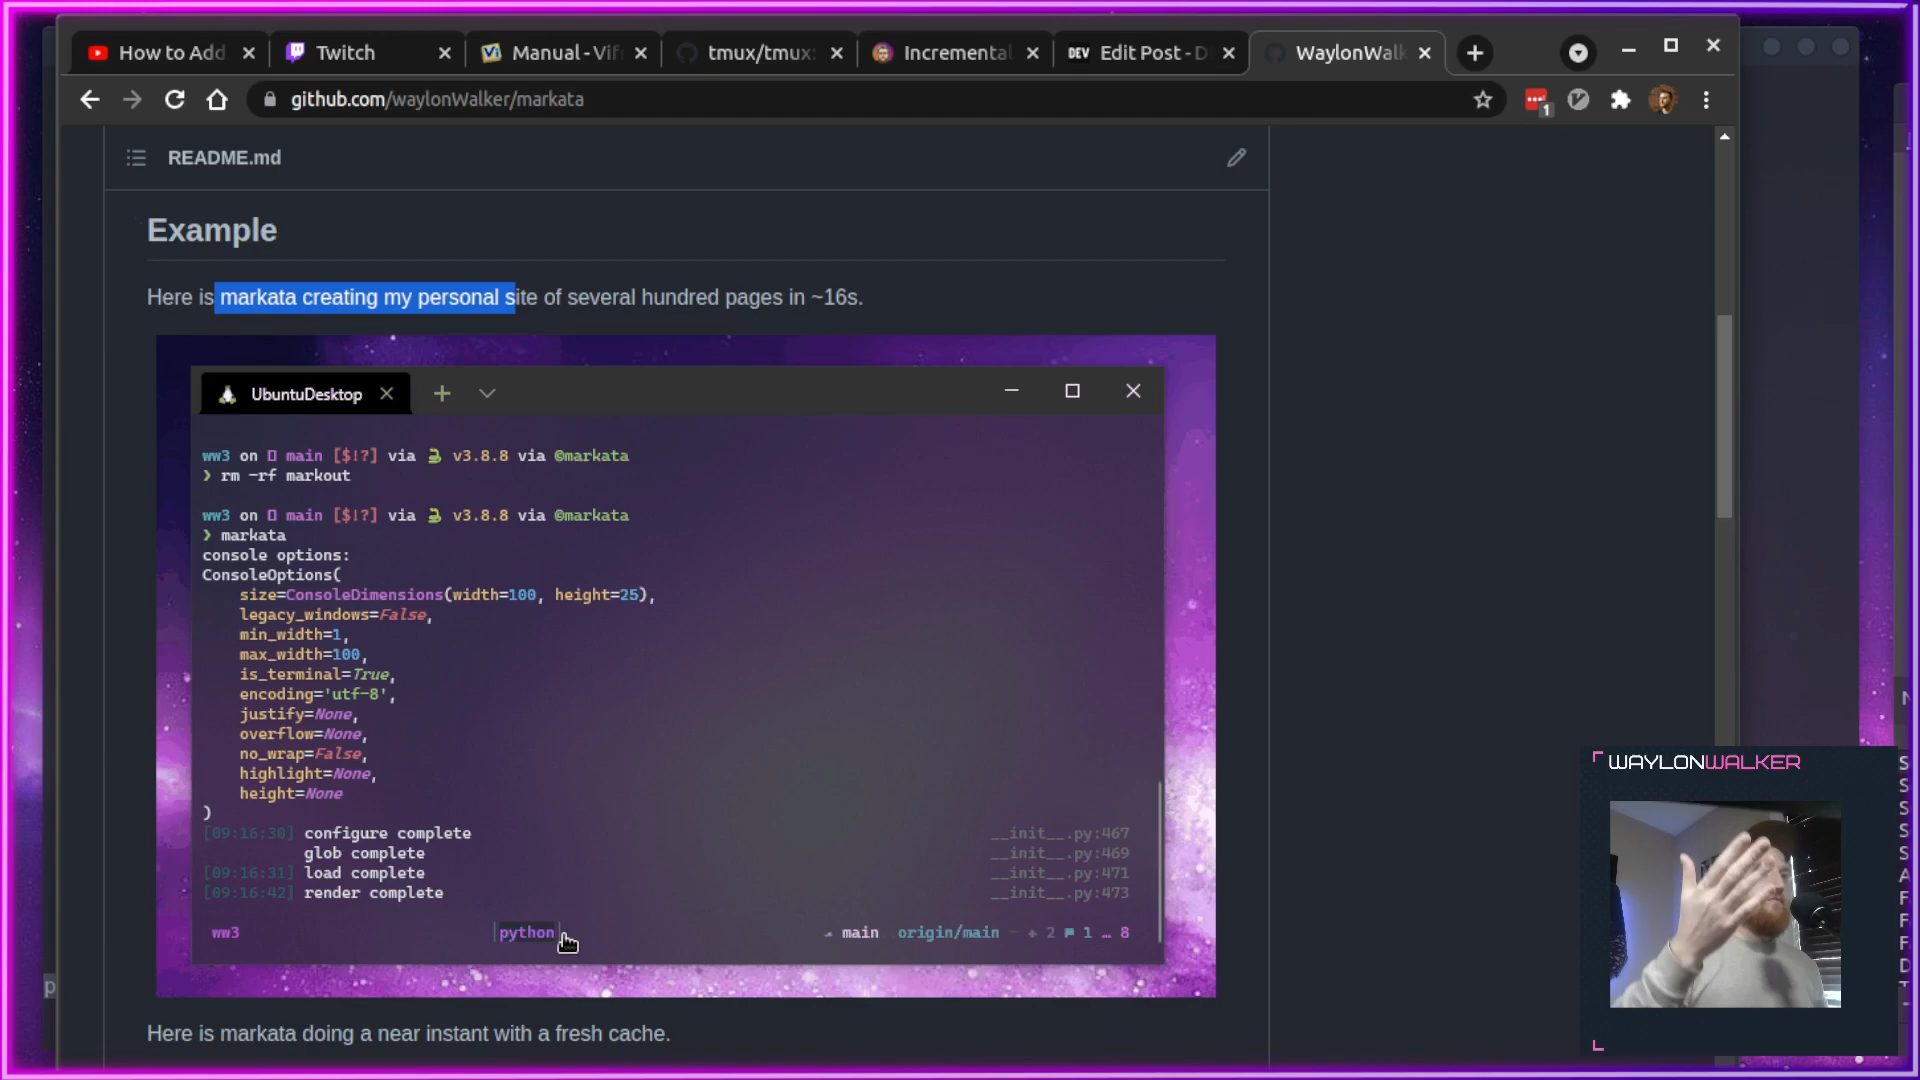 How to Add
Twitch
Manual - Vif
tmux/tmux:
Incremental
DEV Edit Post - D
WaylonWalk
github.com/waylonWalker/markata
1
README.md
Example
Here is markata creating my personal site of several hundred pages in ~16s.
UbuntuDesktop
ww3 on main [$!?] via v3.8.8 via @markata
❯ rm -rf markout
ww3 on main [$!?] via v3.8.8 via @markata
❯ markata
console options:
ConsoleOptions(
size=ConsoleDimensions(width=100, height=25),
legacy_windows=False,
min_width=1,
max_width=100,
is_terminal=True,
encoding='utf-8',
justify=None,
overflow=None,
no_wrap=False,
highlight=None,
height=None
)
[09:16:30] configure complete __init__.py:467
glob complete __init__.py:469
[09:16:31] load complete __init__.py:471
[09:16:42] render complete __init__.py:473
ww3 python main origin/main - + 2 1 … 8
Here is markata doing a near instant with a fresh cache.
WAYLONWALKER